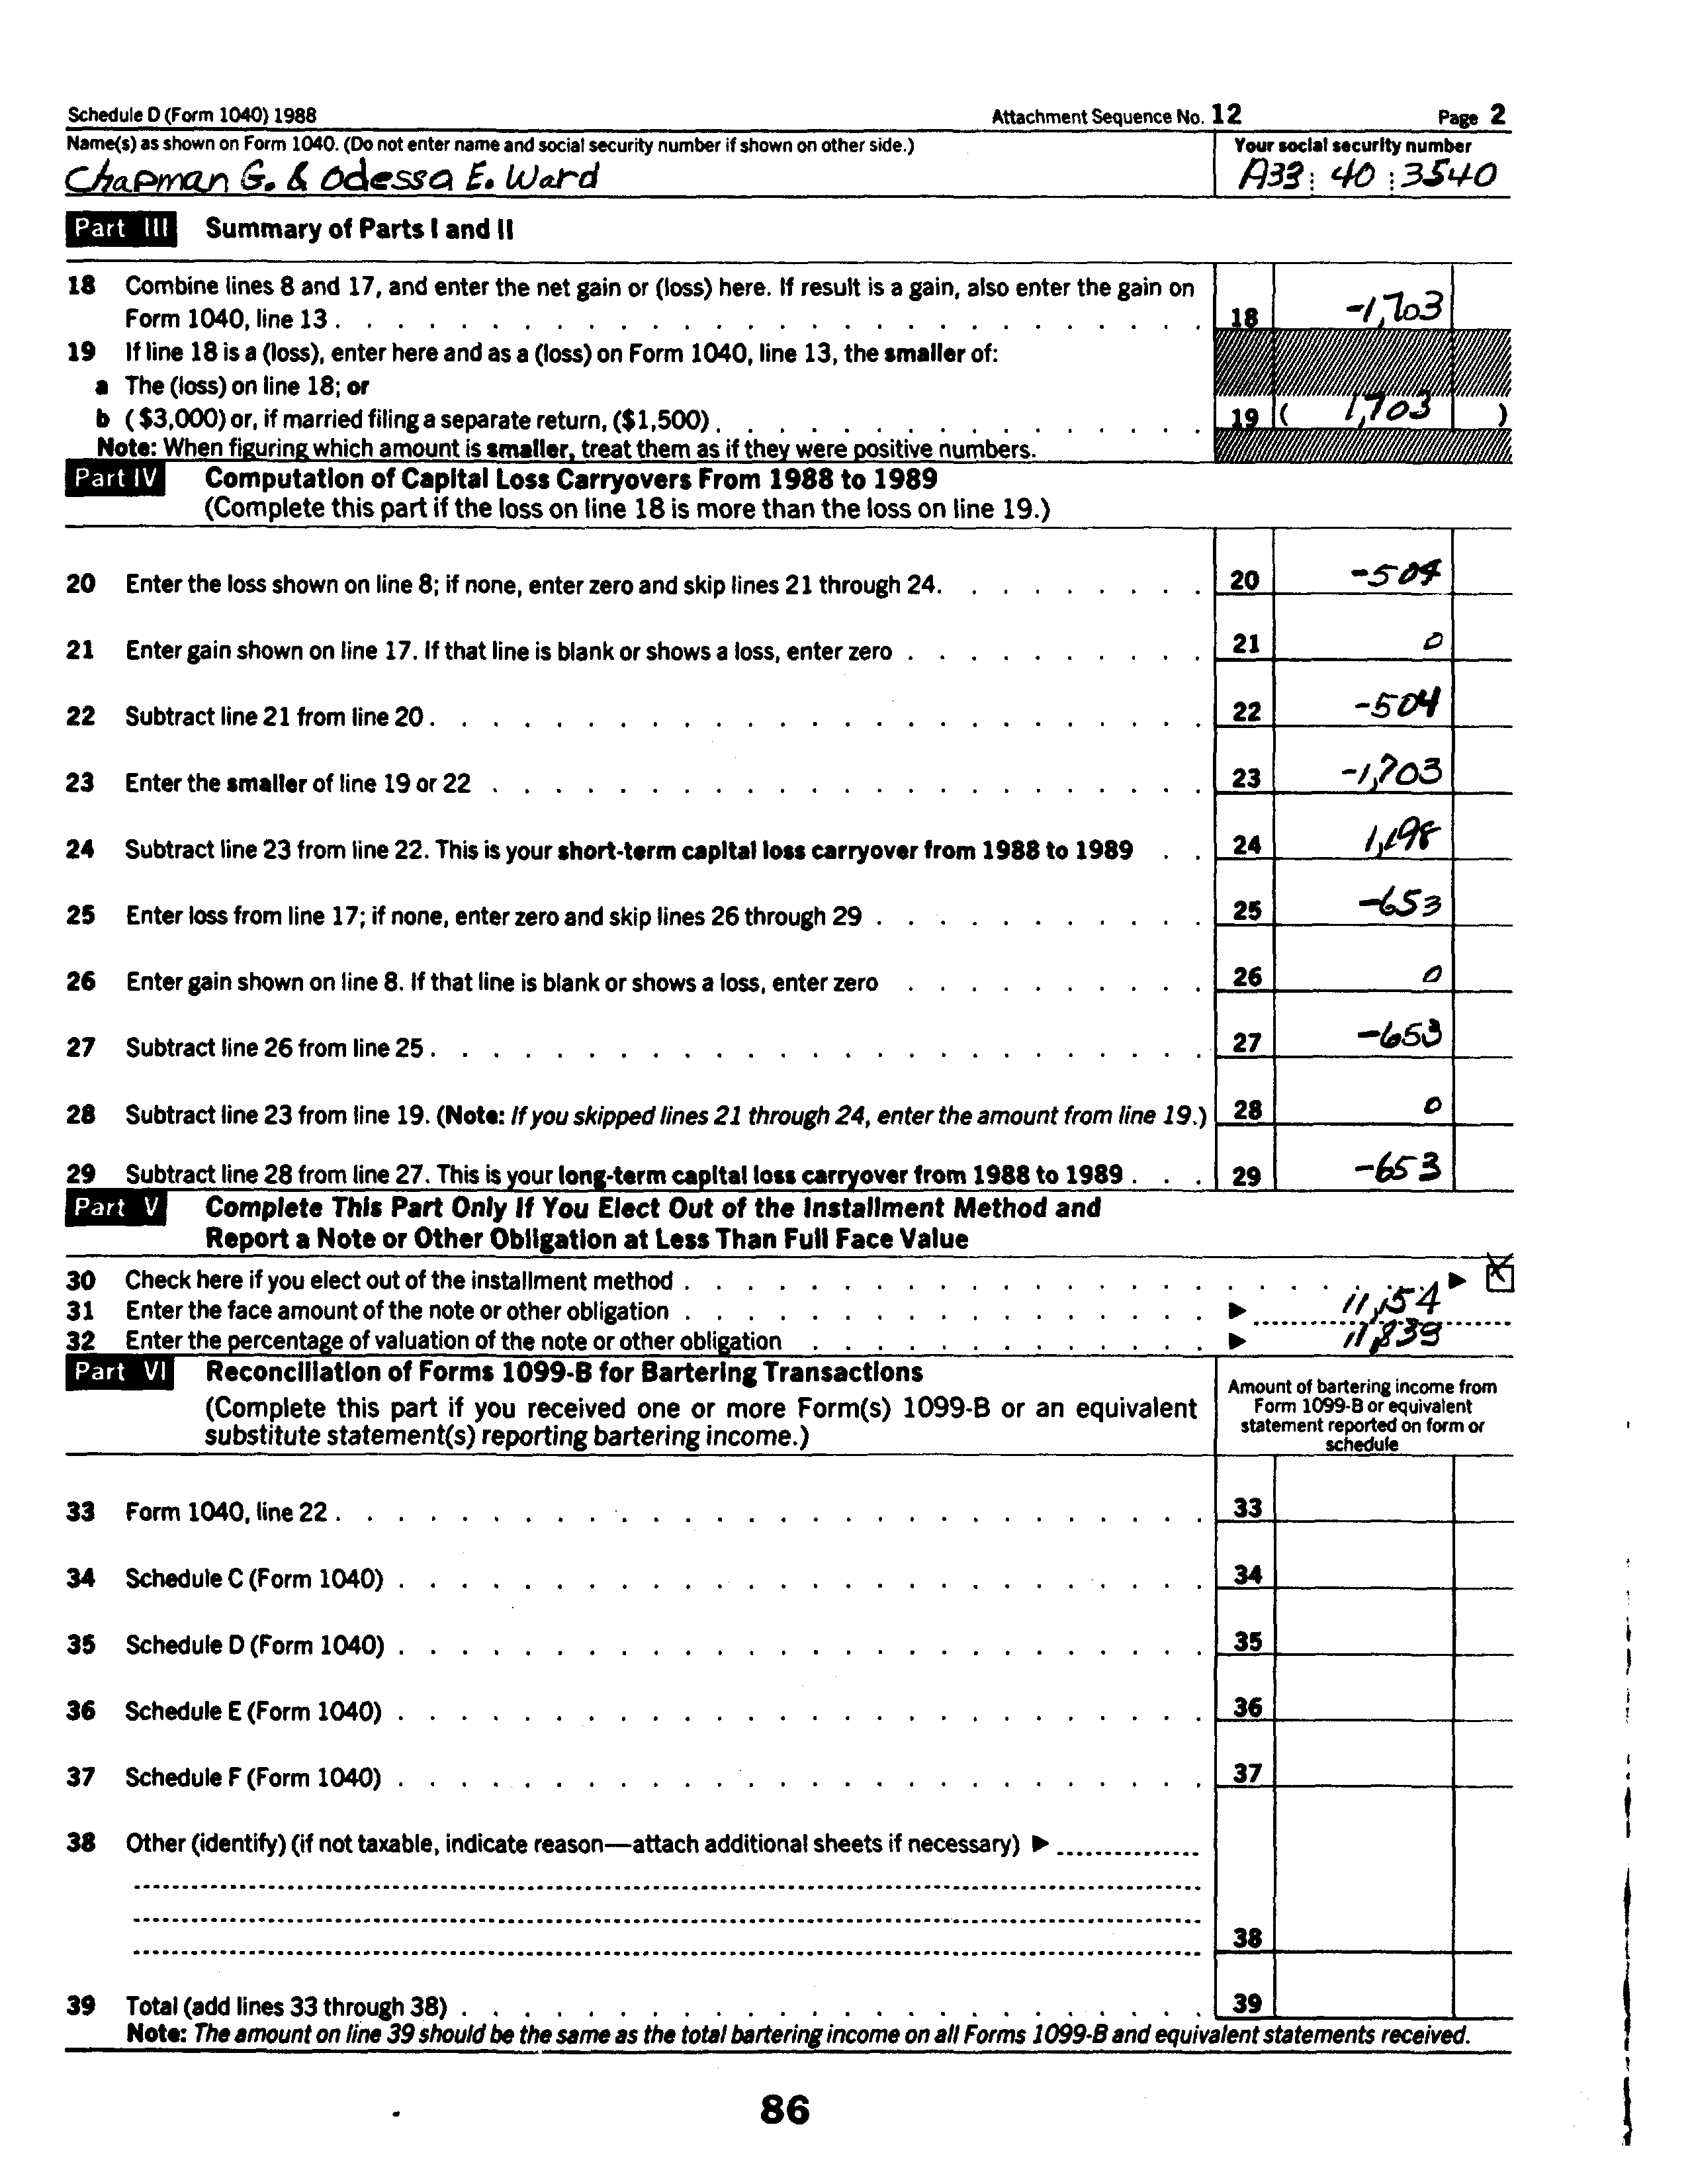 Schedule D (Form 1040) 1988 Attachment Sequence No. 12 Page 2
Name(s) as shown on Form 1040. (Do not enter name and social security number if shown on other side.) Your social security number
Chapman G. & Odessa E. Ward A33: 40 :3540
Part III Summary of Parts I and II
18 Combine lines 8 and 17, and enter the net gain or (loss) here. If result is a gain, also enter the gain on
Form 1040, line 13 . 18 -1,703
19 If line 18 is a (loss), enter here and as a (loss) on Form 1040, line 13, the smaller of:
a The (loss) on line 18; or
b ($3,000) or, if married filing a separate return, ($1,500) . 19 ( 1,703 )
Note: When figuring which amount is smaller, treat them as if they were positive numbers.
Part IV Computation of Capital Loss Carryovers From 1988 to 1989
(Complete this part if the loss on line 18 is more than the loss on line 19.)
20 Enter the loss shown on line 8; if none, enter zero and skip lines 21 through 24. 20 -504
21 Enter gain shown on line 17. If that line is blank or shows a loss, enter zero . 21 0
22 Subtract line 21 from line 20 . 22 -504
23 Enter the smaller of line 19 or 22 . 23 -1,703
24 Subtract line 23 from line 22. This is your short-term capital loss carryover from 1988 to 1989 . 24 1,198
25 Enter loss from line 17; if none, enter zero and skip lines 26 through 29 . 25 -653
26 Enter gain shown on line 8. If that line is blank or shows a loss, enter zero . 26 0
27 Subtract line 26 from line 25 . 27 -653
28 Subtract line 23 from line 19. (Note: If you skipped lines 21 through 24, enter the amount from line 19.) 28 0
29 Subtract line 28 from line 27. This is your long-term capital loss carryover from 1988 to 1989 . 29 -653
Part V Complete This Part Only If You Elect Out of the Installment Method and
Report a Note or Other Obligation at Less Than Full Face Value
30 Check here if you elect out of the installment method . ▶ X
31 Enter the face amount of the note or other obligation . ▶ 11,154
32 Enter the percentage of valuation of the note or other obligation . ▶ 11,839
Part VI Reconciliation of Forms 1099-B for Bartering Transactions
(Complete this part if you received one or more Form(s) 1099-B or an equivalent
substitute statement(s) reporting bartering income.)
Amount of bartering income from
Form 1099-B or equivalent
statement reported on form or
schedule
33 Form 1040, line 22 . 33
34 Schedule C (Form 1040) . 34
35 Schedule D (Form 1040) . 35
36 Schedule E (Form 1040) . 36
37 Schedule F (Form 1040) . 37
38 Other (identify) (if not taxable, indicate reason—attach additional sheets if necessary) ▶
38
39 Total (add lines 33 through 38) . 39
Note: The amount on line 39 should be the same as the total bartering income on all Forms 1099-B and equivalent statements received.
86